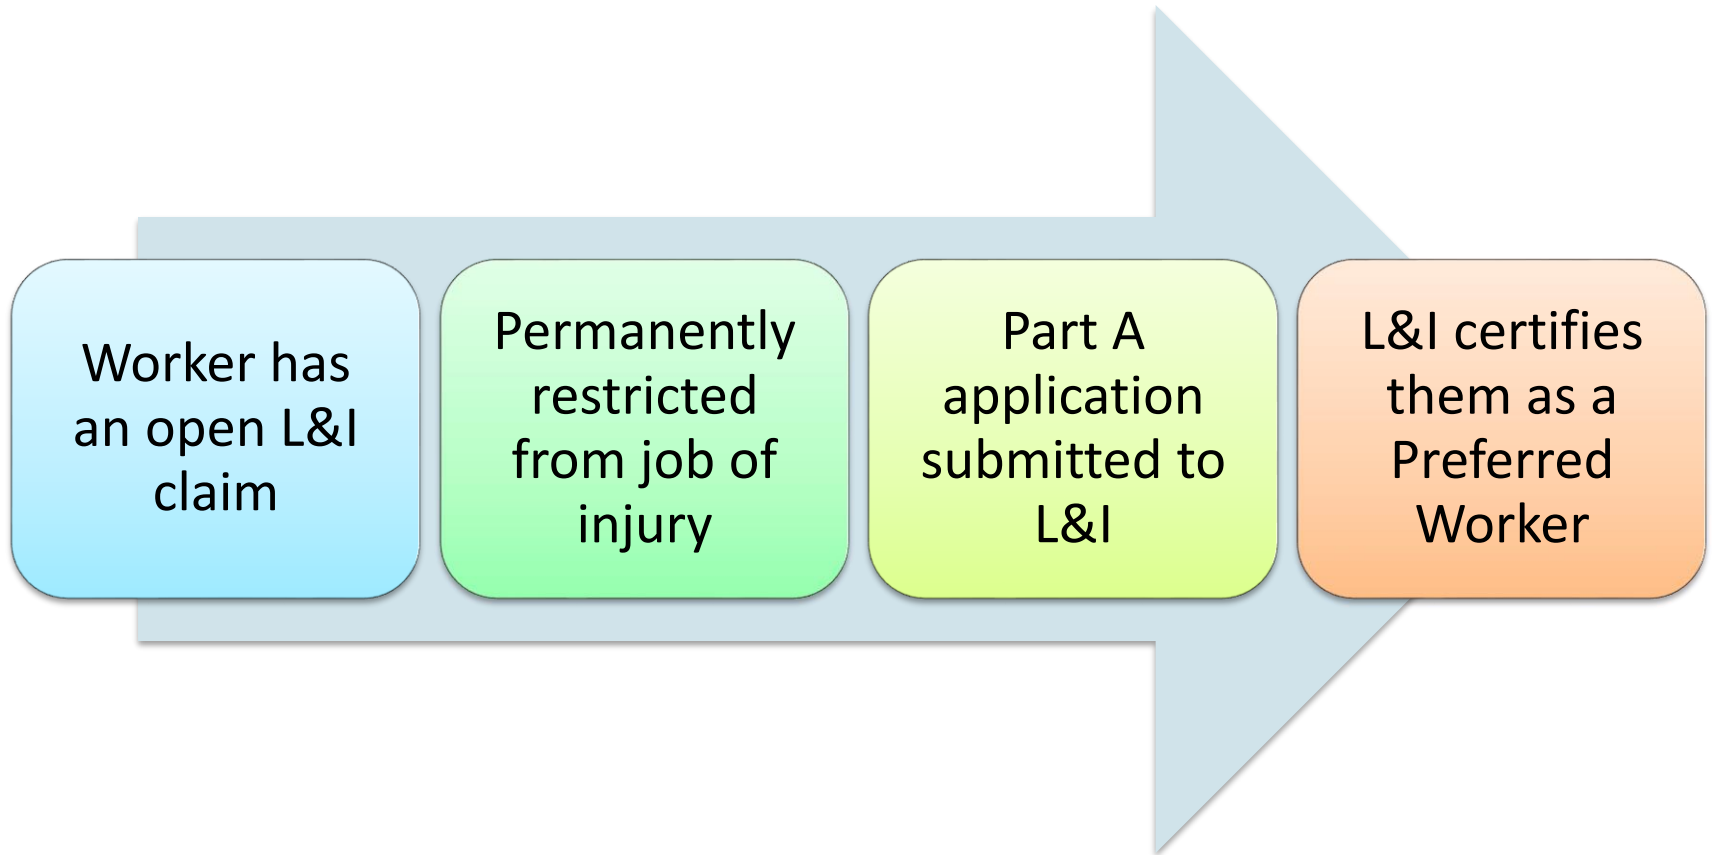 Worker has
an open L&I
claim
Permanently
restricted
from job of
injury
Part A
application
submitted to
L&I
L&I certifies
them as a
Preferred
Worker